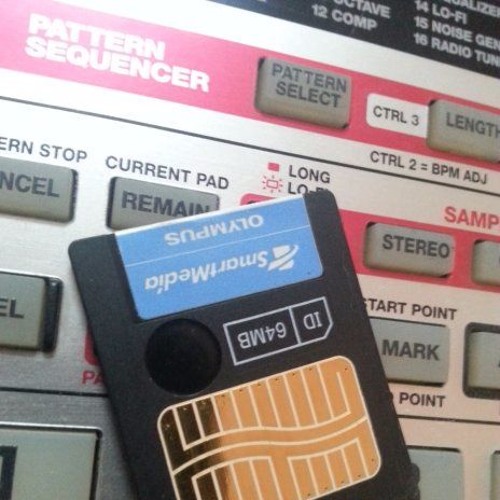 OCTAVE
12 COMP
14 LO-FI
15 NOISE GEN
16 RADIO TUN
PATTERN
SEQUENCER
PATTERN
SELECT
CTRL 3
LENGTH
CTRL 2 = BPM ADJ
ERN STOP
NCEL
CURRENT PAD
REMAIN
LONG
SAMP
STEREO
EL
START POINT
MARK
POINT
OLYMPUS
SmartMedia
ID 64MB